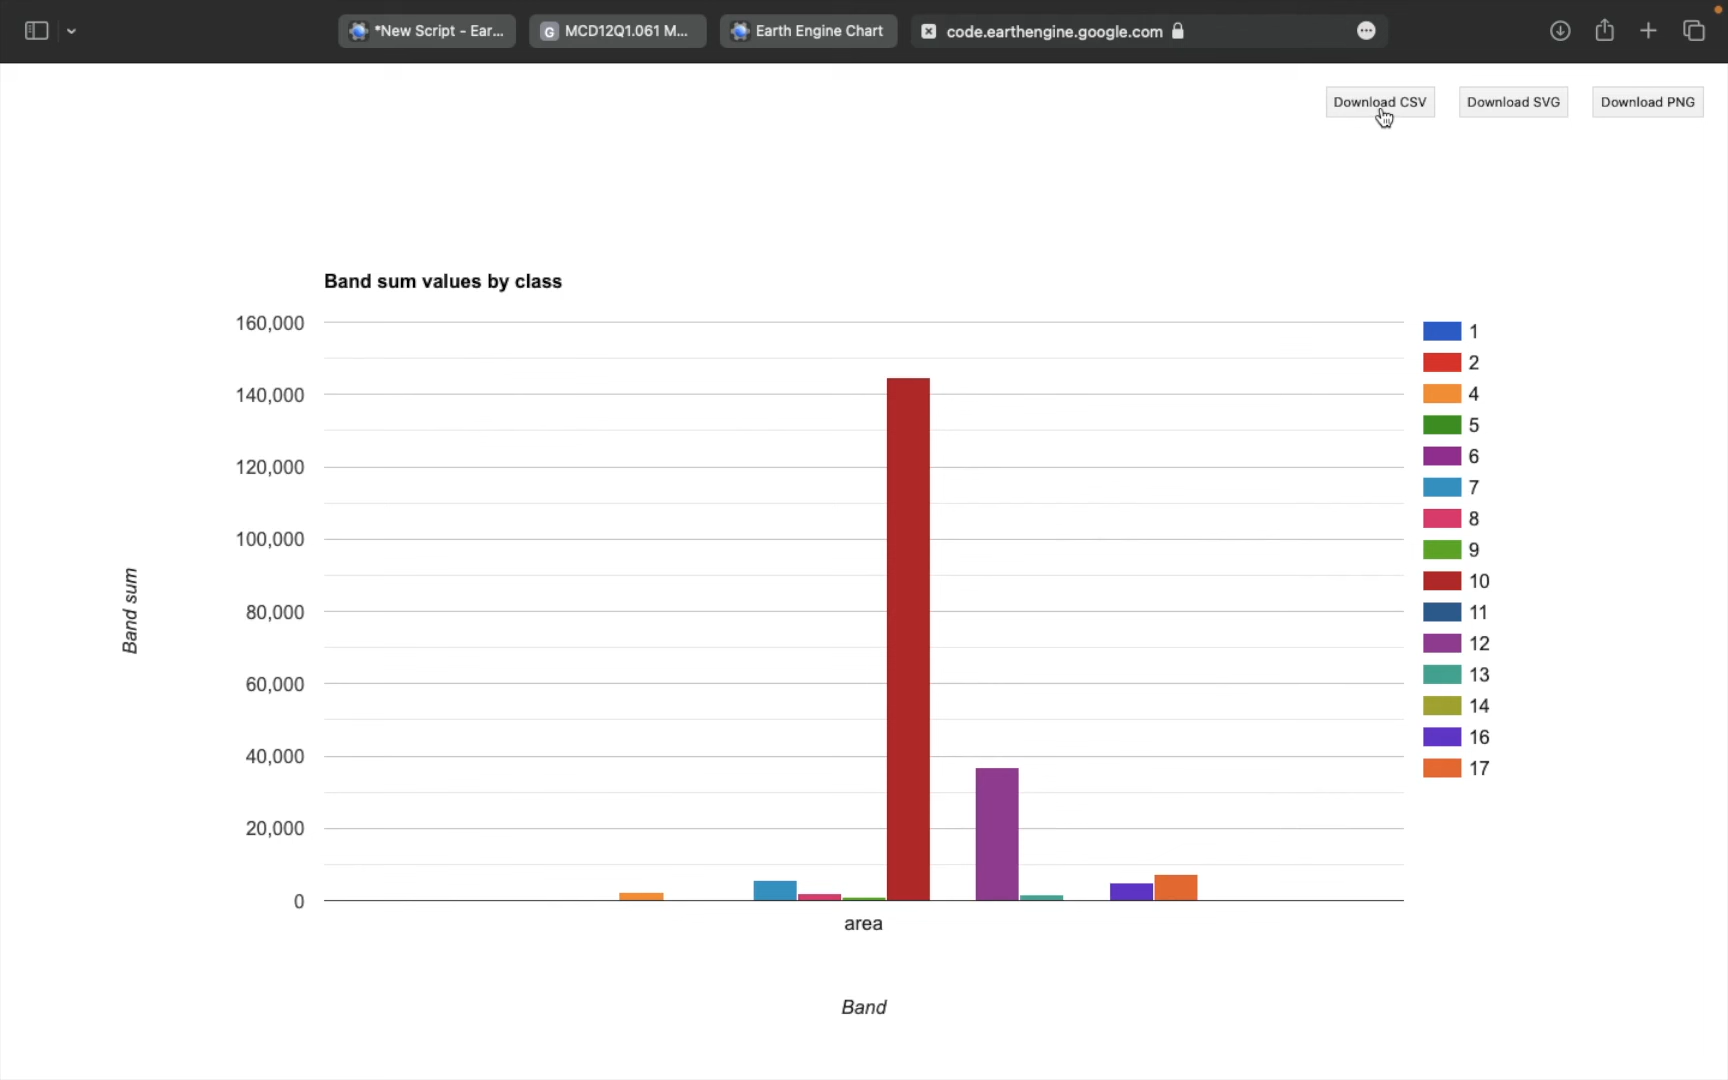 *New Script - Ear...
G MCD12Q1.061 M...
Earth Engine Chart
code.earthengine.google.com
Download CSV
Download SVG
Download PNG
Band sum values by class
160,000
140,000
120,000
100,000
80,000
60,000
40,000
20,000
0
Band sum
area
Band
1
2
4
5
6
7
8
9
10
11
12
13
14
16
17